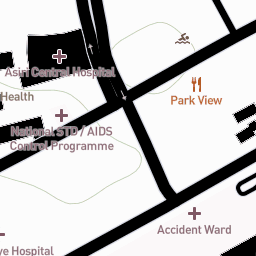 Asiri Central Hospital
Health
Park View
National STD / AIDS
Control Programme
Accident Ward
ye Hospital